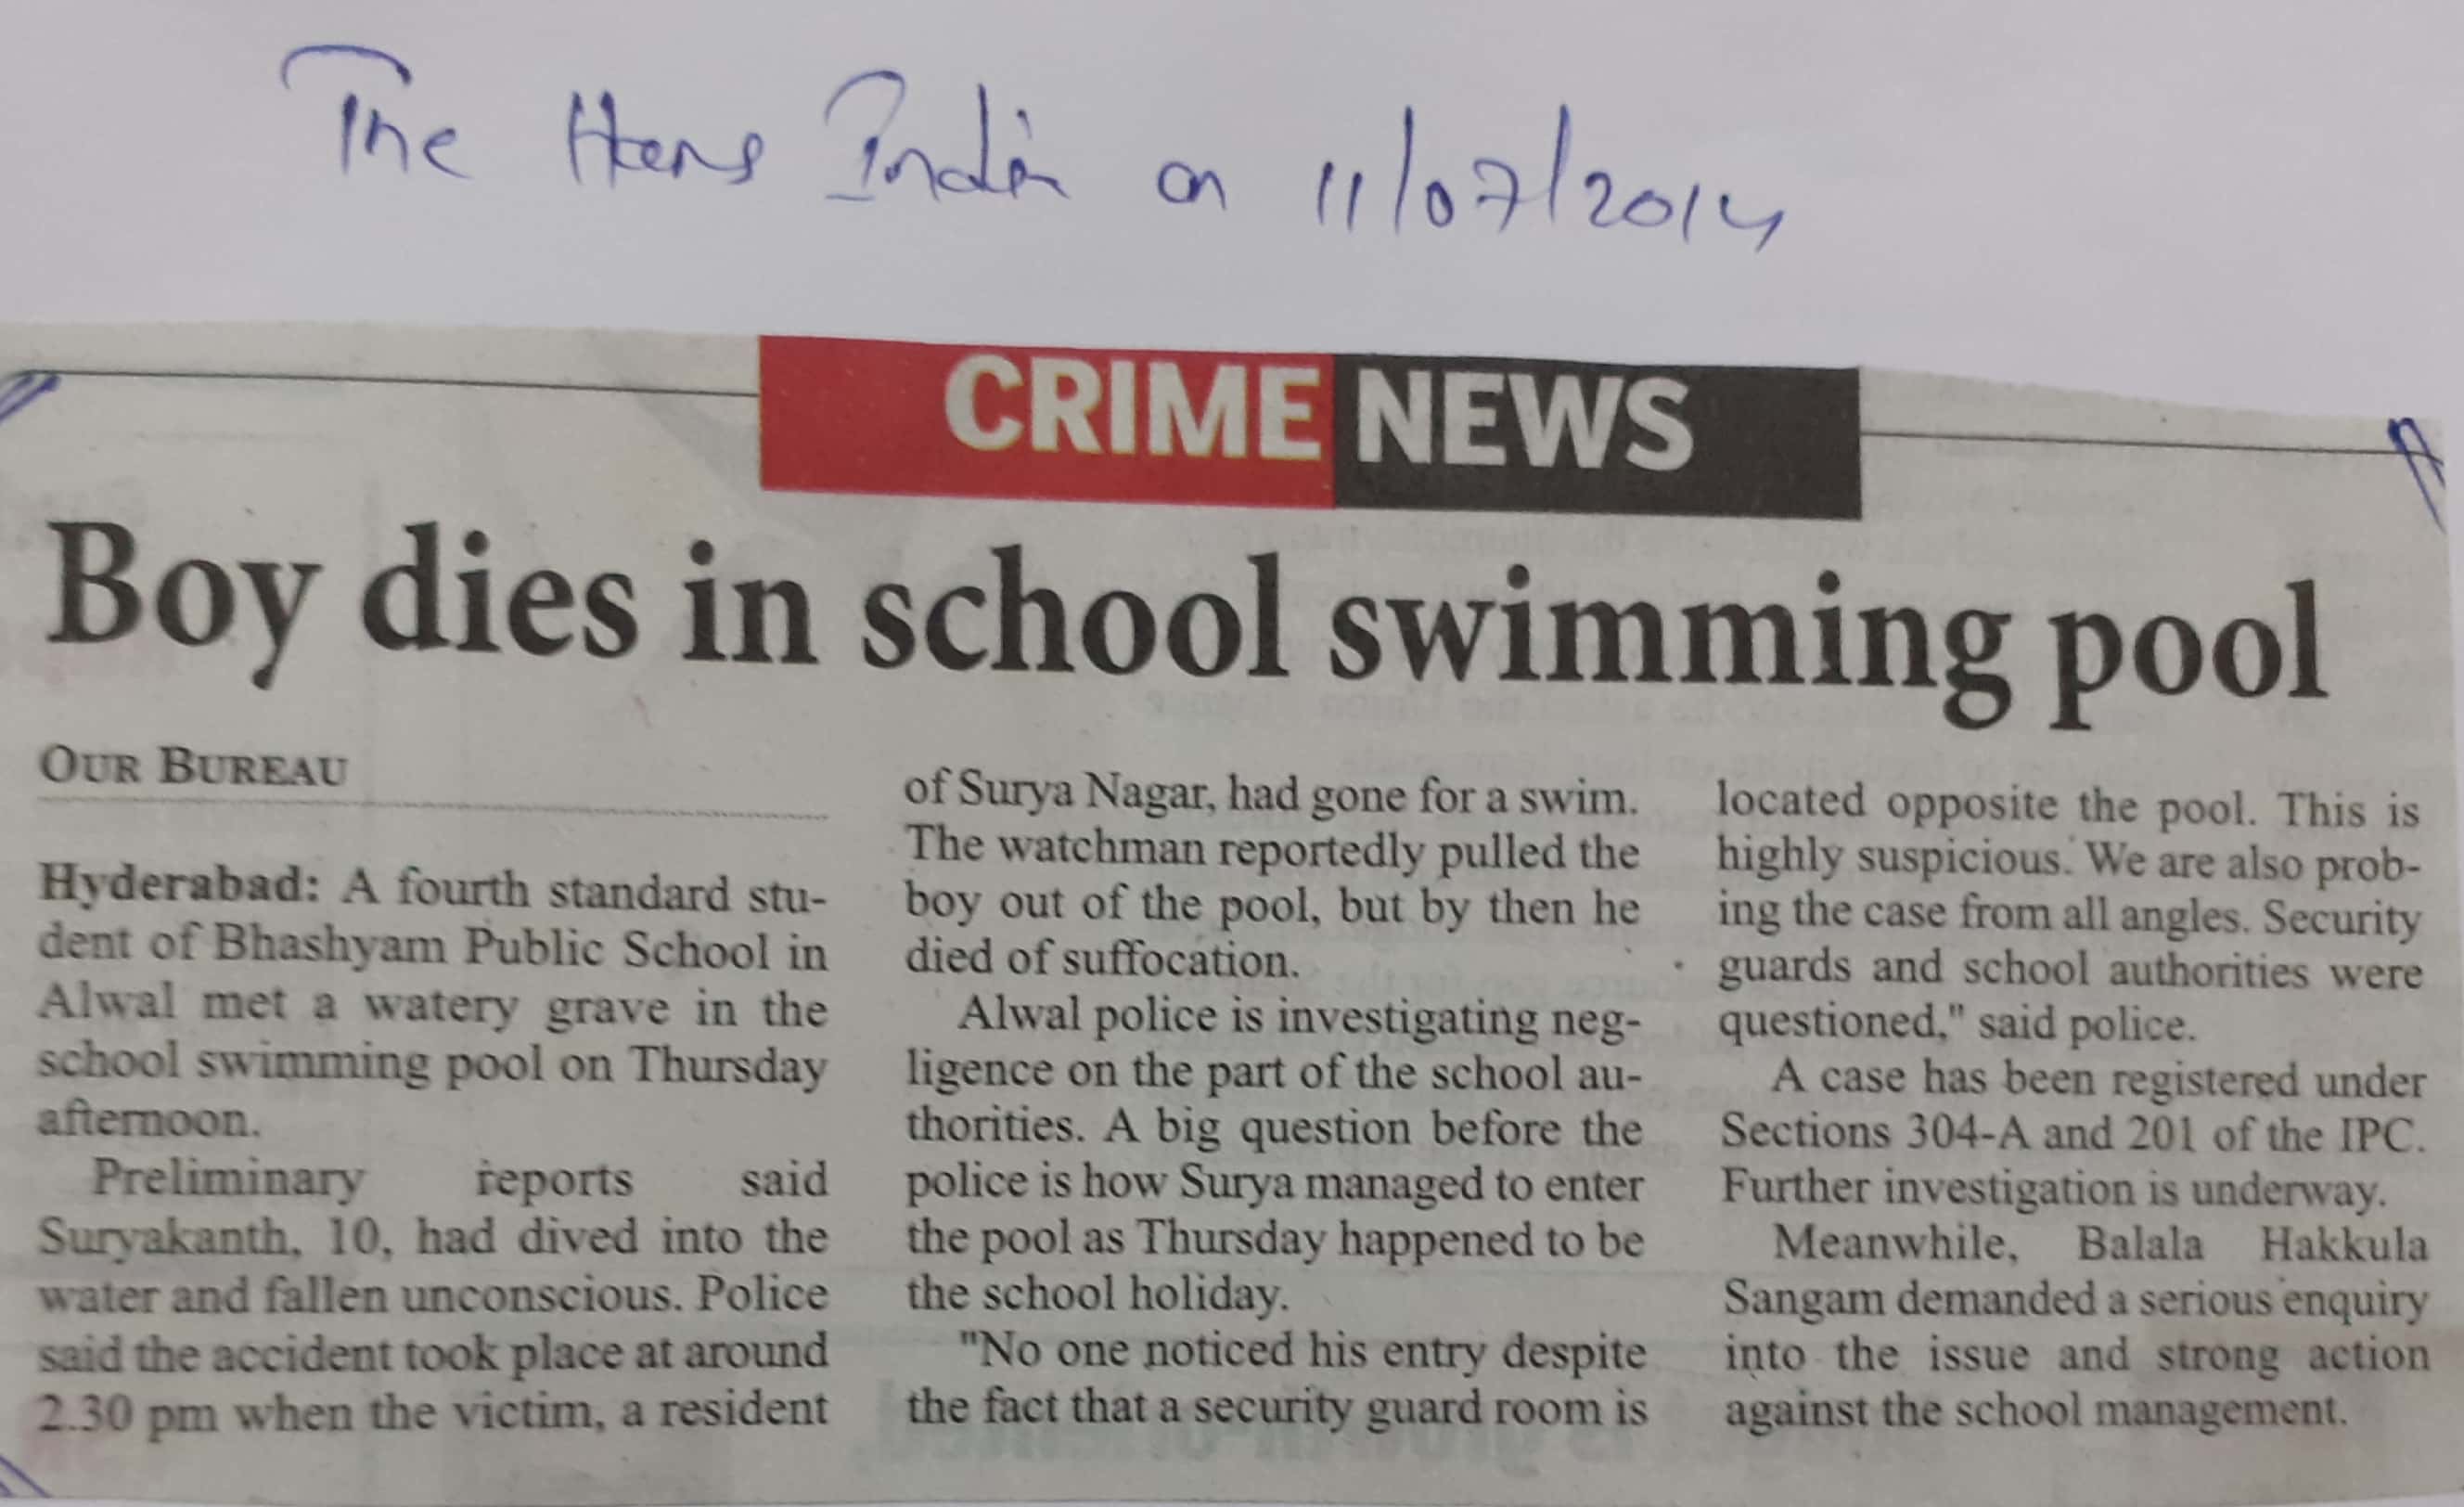 The Hans India on 11/07/2014
CRIME NEWS
Boy dies in school swimming pool
OUR BUREAU
Hyderabad: A fourth standard stu-
dent of Bhashyam Public School in
Alwal met a watery grave in the
school swimming pool on Thursday
afternoon.
Preliminary reports said
Suryakanth, 10, had dived into the
water and fallen unconscious. Police
said the accident took place at around
2.30 pm when the victim, a resident
of Surya Nagar, had gone for a swim.
The watchman reportedly pulled the
boy out of the pool, but by then he
died of suffocation.
Alwal police is investigating neg-
ligence on the part of the school au-
thorities. A big question before the
police is how Surya managed to enter
the pool as Thursday happened to be
the school holiday.
"No one noticed his entry despite
the fact that a security guard room is
located opposite the pool. This is
highly suspicious. We are also prob-
ing the case from all angles. Security
guards and school authorities were
questioned," said police.
A case has been registered under
Sections 304-A and 201 of the IPC.
Further investigation is underway.
Meanwhile, Balala Hakkula
Sangam demanded a serious enquiry
into the issue and strong action
against the school management.